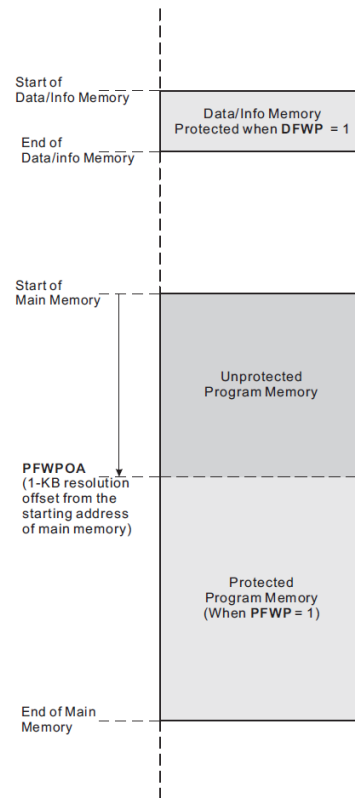 Start of
Data/Info Memory
Data/Info Memory
Protected when DFWP = 1
End of
Data/info Memory
Start of
Main Memory
Unprotected
Program Memory
PFWPOA
(1-KB resolution
offset from the
starting address
of main memory)
Protected
Program Memory
(When PFWP = 1)
End of Main
Memory